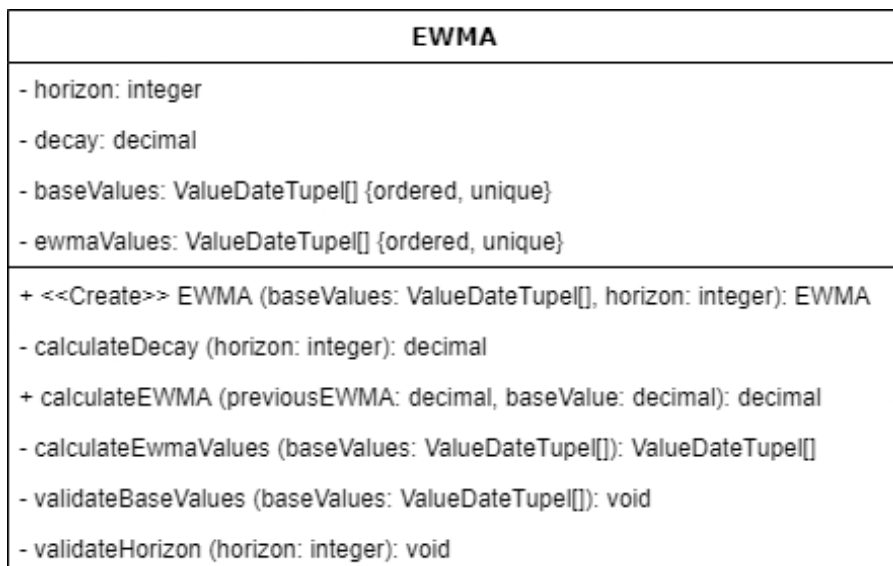 EWMA
- horizon: integer
- decay: decimal
- baseValues: ValueDateTupel[] {ordered, unique}
- ewmaValues: ValueDateTupel[] {ordered, unique}
+ <<Create>> EWMA (baseValues: ValueDateTupel[], horizon: integer): EWMA
- calculateDecay (horizon: integer): decimal
+ calculateEWMA (previousEWMA: decimal, baseValue: decimal): decimal
- calculateEwmaValues (baseValues: ValueDateTupel[]): ValueDateTupel[]
- validateBaseValues (baseValues: ValueDateTupel[]): void
- validateHorizon (horizon: integer): void